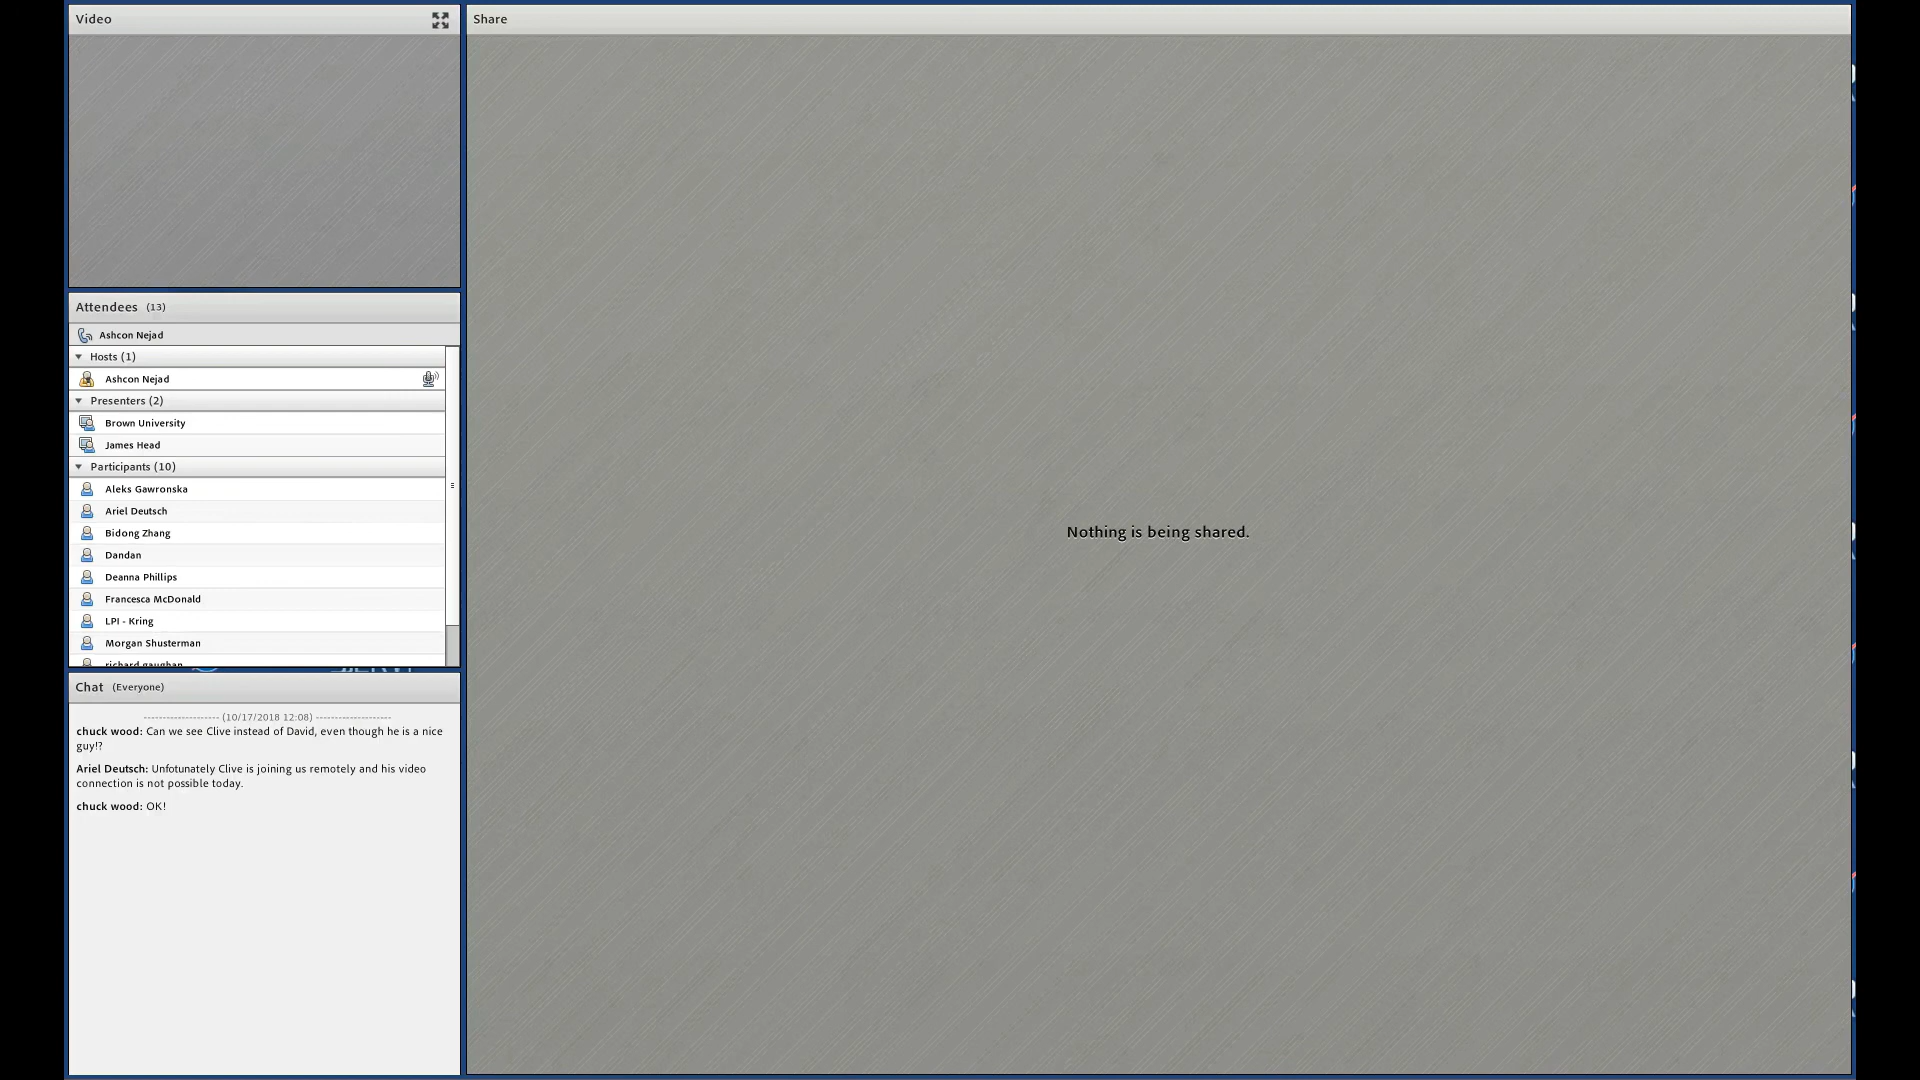 Video
Share
Attendees (13)
Ashcon Nejad
Hosts (1)
Ashcon Nejad
Presenters (2)
Brown University
James Head
Participants (10)
Aleks Gawronska
Ariel Deutsch
Bidong Zhang
Dandan
Deanna Phillips
Francesca McDonald
LPI - Kring
Morgan Shusterman
richard gaughan
Nothing is being shared.
Chat (Everyone)
-------------------- (10/17/2018 12:08) --------------------
chuck wood: Can we see Clive instead of David, even though he is a nice
guy!?
Ariel Deutsch: Unfotunately Clive is joining us remotely and his video
connection is not possible today.
chuck wood: OK!